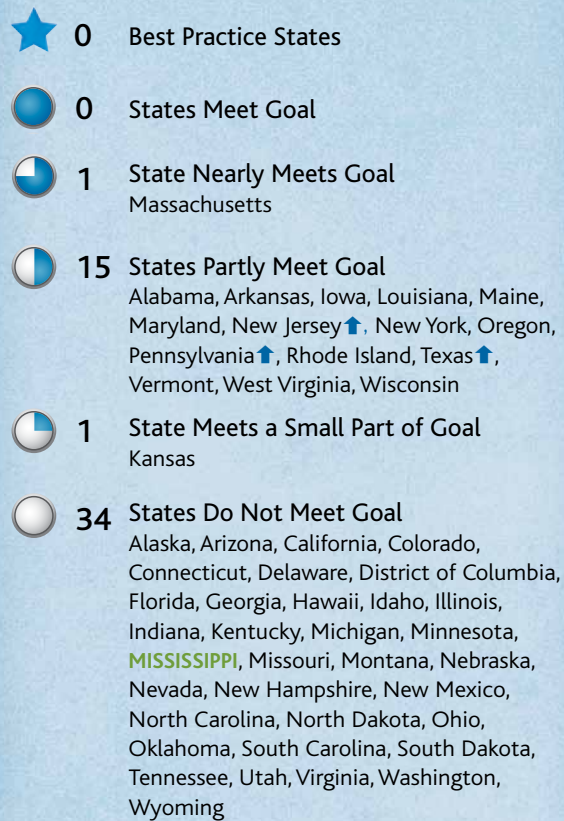 0 Best Practice States
0 States Meet Goal
1 State Nearly Meets Goal
Massachusetts
15 States Partly Meet Goal
Alabama, Arkansas, Iowa, Louisiana, Maine,
Maryland, New Jersey⬆, New York, Oregon,
Pennsylvania⬆, Rhode Island, Texas⬆,
Vermont, West Virginia, Wisconsin
1 State Meets a Small Part of Goal
Kansas
34 States Do Not Meet Goal
Alaska, Arizona, California, Colorado,
Connecticut, Delaware, District of Columbia,
Florida, Georgia, Hawaii, Idaho, Illinois,
Indiana, Kentucky, Michigan, Minnesota,
MISSISSIPPI, Missouri, Montana, Nebraska,
Nevada, New Hampshire, New Mexico,
North Carolina, North Dakota, Ohio,
Oklahoma, South Carolina, South Dakota,
Tennessee, Utah, Virginia, Washington,
Wyoming